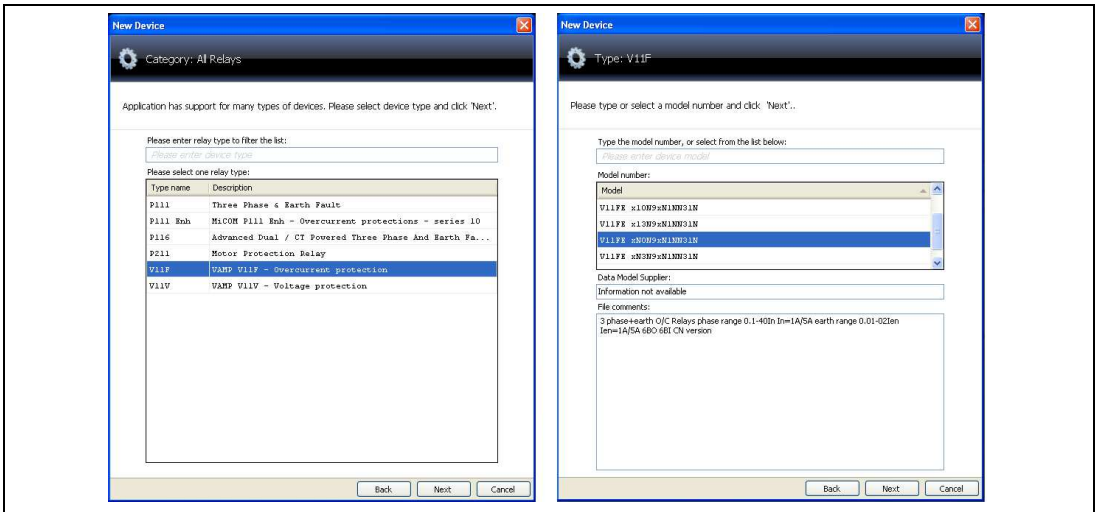 New Device
Category: All Relays
Application has support for many types of devices. Please select device type and click 'Next'.
Please enter relay type to filter the list:
Please enter device type
Please select one relay type:
Type name Description
P111 Three Phase & Earth Fault
P111 Enh MiCOM P111 Enh - Overcurrent protections - series 10
P116 Advanced Dual / CT Powered Three Phase And Earth Fa...
P211 Motor Protection Relay
V11F VAMP V11F - Overcurrent protection
V11V VAMP V11V - Voltage protection
Back Next Cancel
New Device
Type: V11F
Please type or select a model number and click 'Next'..
Type the model number, or select from the list below:
Please enter device model
Model number:
Model
V11FE x10N9xN1NN31N
V11FE x13N9xN1NN31N
V11FE xN0N9xN1NN31N
V11FE xN3N9xN1NN31N
Data Model Supplier:
Information not available
File comments:
3 phase+earth O/C Relays phase range 0.1-40In In=1A/5A earth range 0.01-02Ien
Ien=1A/5A 6BO 6BI CN version
Back Next Cancel